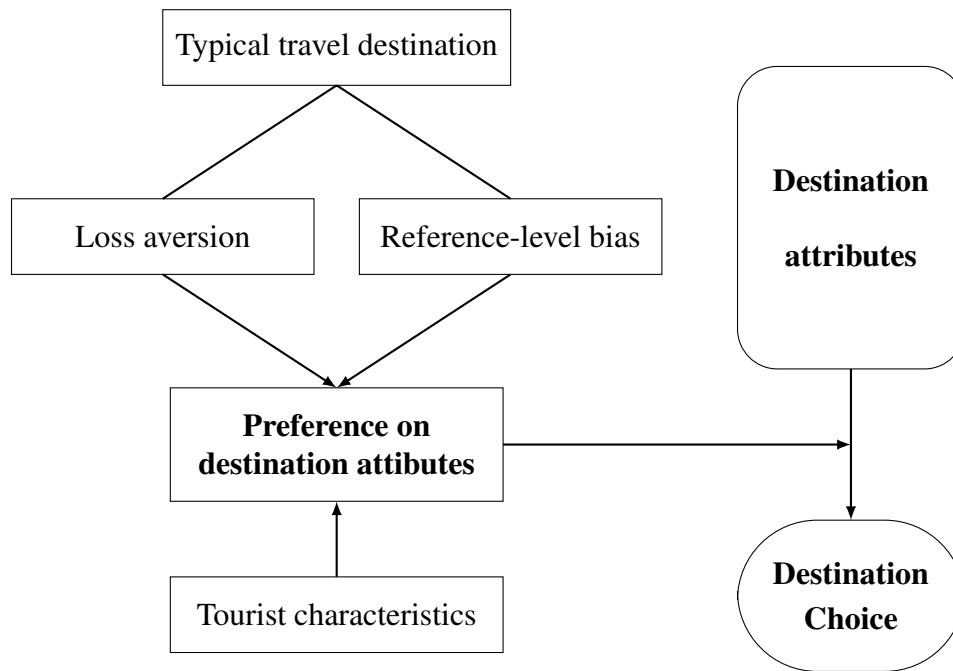 Typical travel destination
Loss aversion
Reference-level bias
Destination
attributes
Preference on
destination attibutes
Tourist characteristics
Destination
Choice